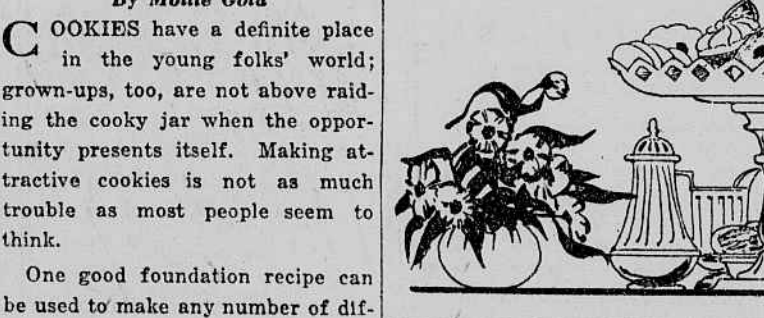 By Mollie Gold
COOKIES have a definite place
in the young folks' world;
grown-ups, too, are not above raid-
ing the cooky jar when the oppor-
tunity presents itself. Making at-
tractive cookies is not as much
trouble as most people seem to
think.
One good foundation recipe can
be used to make any number of dif-